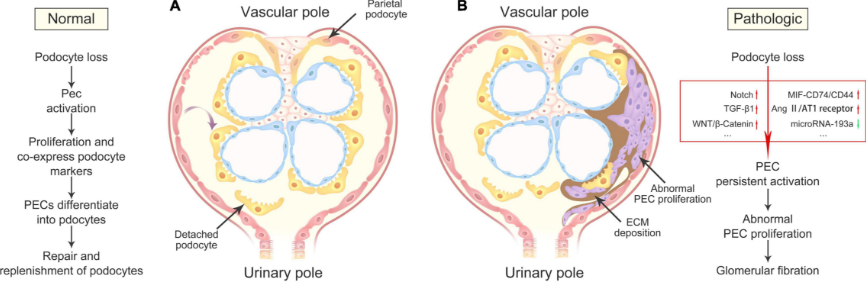 Normal
Podocyte loss
Pec
activation
Proliferation and
co-express podocyte
markers
PECs differentiate
into pdocytes
Repair and
replenishment of podocytes
A
Vascular pole
Parietal
podocyte
Detached
podocyte
Urinary pole
B
Vascular pole
Abnormal
PEC proliferation
ECM
deposition
Urinary pole
Pathologic
Podocyte loss
Notch↑ MIF-CD74/CD44↑
TGF-β1↑ Ang II/AT1 receptor↑
WNT/β-Catenin↑ microRNA-193a↓
... ...
PEC
persistent activation
Abnormal
PEC proliferation
Glomerular fibration